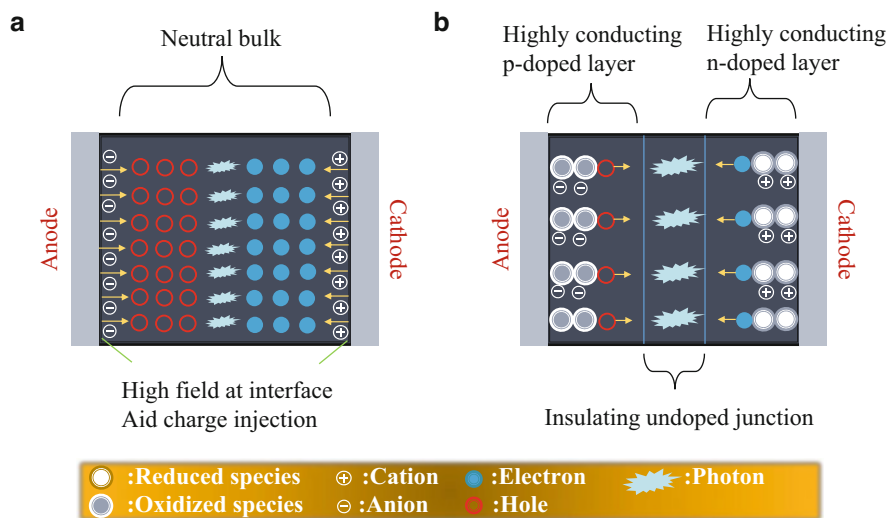 a
Neutral bulk
Anode
Cathode
High field at interface
Aid charge injection
b
Highly conducting
p-doped layer
Highly conducting
n-doped layer
Anode
Cathode
Insulating undoped junction
:Reduced species
:Cation
:Electron
:Photon
:Oxidized species
:Anion
:Hole